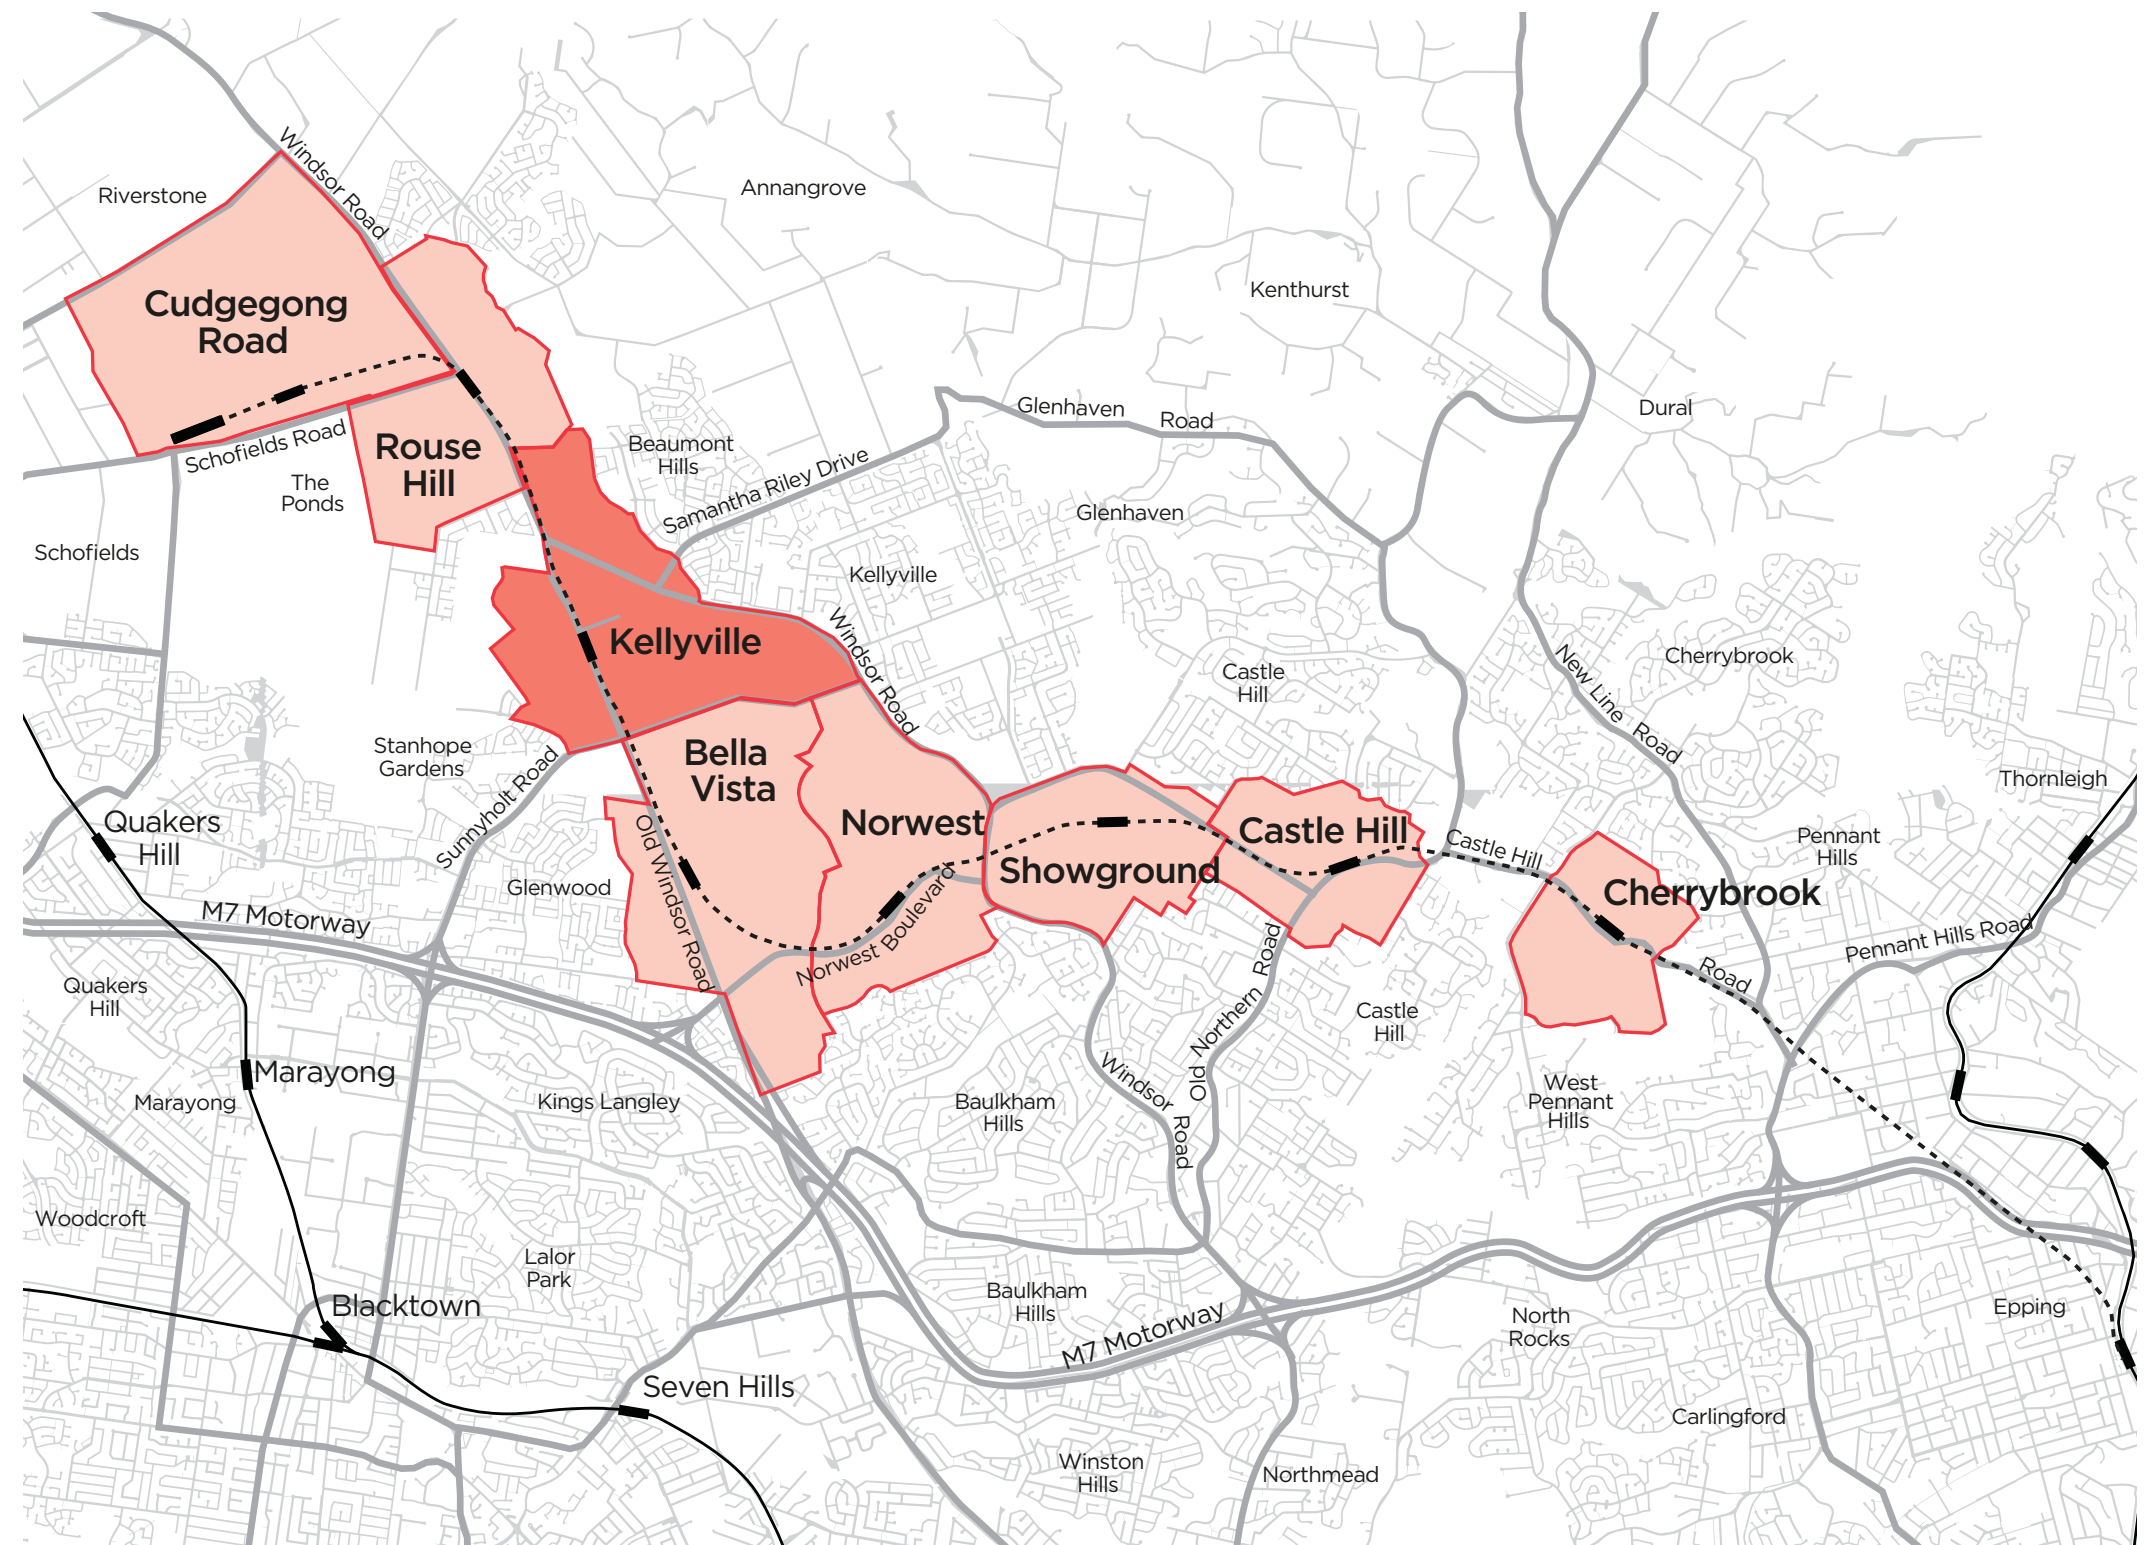 Windsor Road
Riverstone
Annangrove
Kenthurst
Cudgegong
Road
Dural
Glenhaven Road
Rouse
Hill
Beaumont
Hills
Schofields Road
Samantha Riley Drive
The
Ponds
Glenhaven
Schofields
Kellyville
Kellyville
Windsor Road
Castle
Hill
Cherrybrook
New Line Road
Stanhope
Gardens
Bella
Vista
Sunnyholt Road
Thornleigh
Quakers
Hill
Norwest
Castle Hill
Castle Hill Road
Pennant
Hills
Showground
Old Windsor Road
Glenwood
Cherrybrook
M7 Motorway
Norwest Boulevard
Pennant Hills Road
Quakers
Hill
Old Northern Road
Castle
Hill
Marayong
Marayong
Kings Langley
Baulkham
Hills
Windsor Road
West
Pennant
Hills
Woodcroft
Lalor
Park
Blacktown
Baulkham
Hills
M7 Motorway
North
Rocks
Epping
Seven Hills
Carlingford
Winston
Hills
Northmead